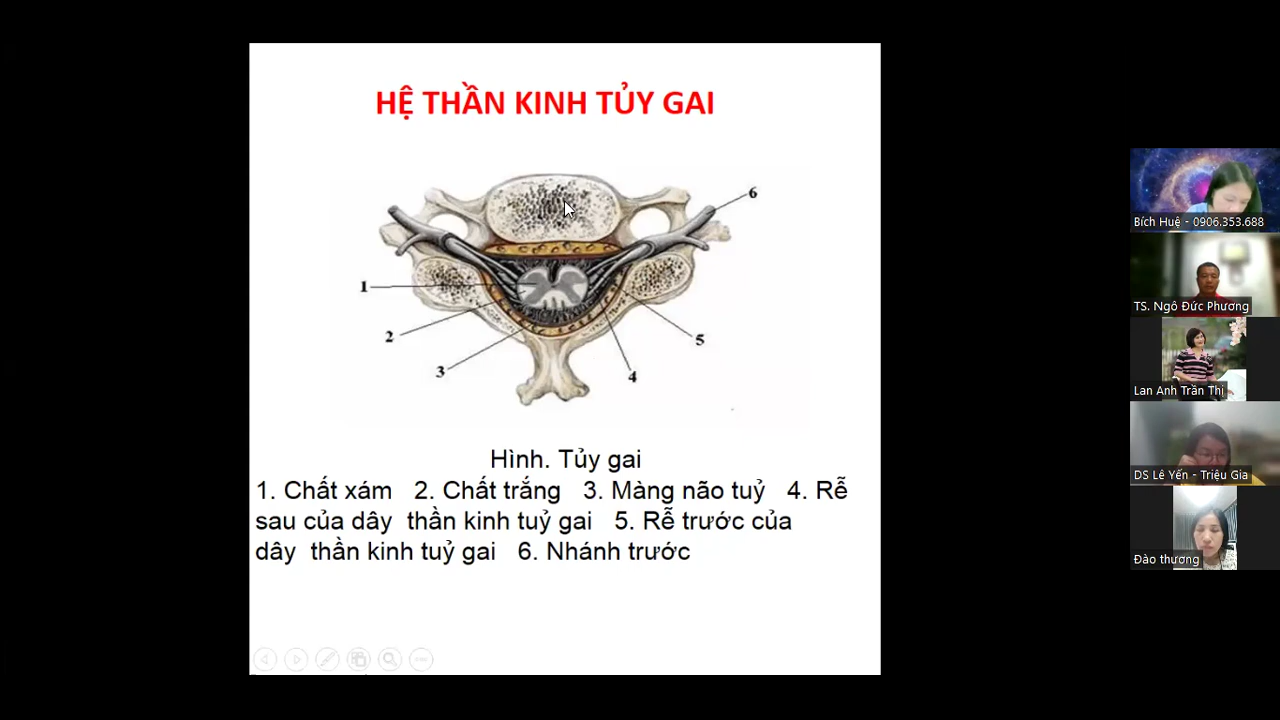 HỆ THẦN KINH TỦY GAI
6
1
2
3
4
5
Hình. Tủy gai
1. Chất xám 2. Chất trắng 3. Màng não tuỷ 4. Rễ
sau của dây thần kinh tuỷ gai 5. Rễ trước của
dây thần kinh tuỷ gai 6. Nhánh trước
Bích Huệ - 0906.353.688
TS. Ngô Đức Phương
Lan Anh Trần Thị
DS Lê Yến - Triệu Gia
Đào thương